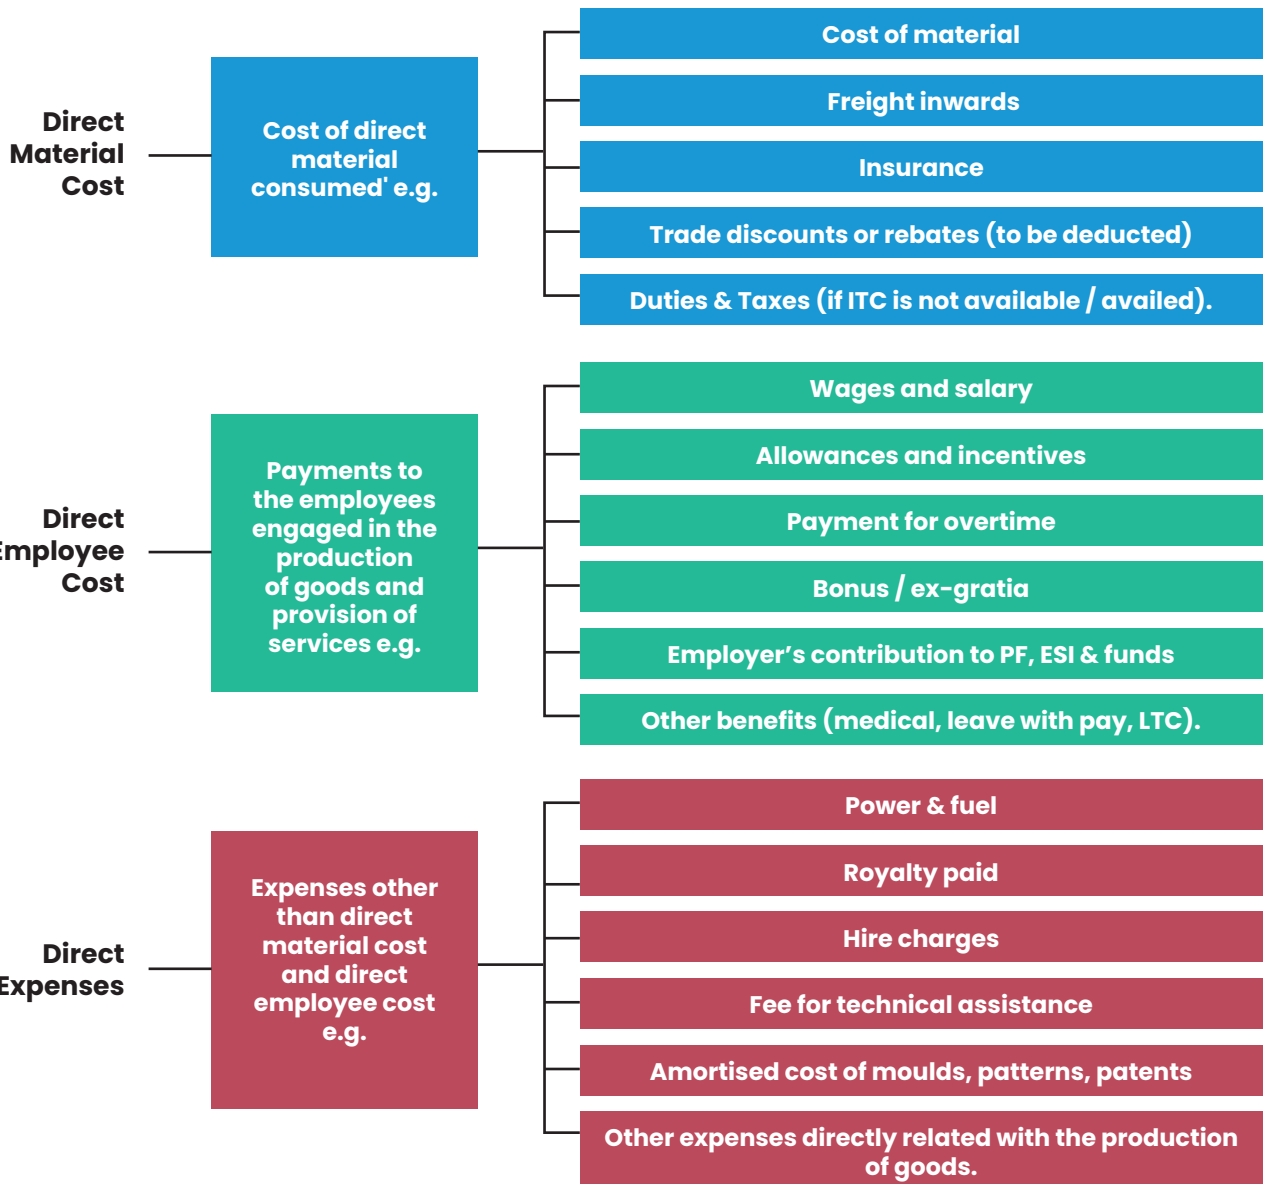 Direct
Material
Cost
Cost of direct
material
consumed' e.g.
Cost of material
Freight inwards
Insurance
Trade discounts or rebates (to be deducted)
Duties & Taxes (if ITC is not available / availed).
Direct
Employee
Cost
Payments to
the employees
engaged in the
production
of goods and
provision of
services e.g.
Wages and salary
Allowances and incentives
Payment for overtime
Bonus / ex-gratia
Employer’s contribution to PF, ESI & funds
Other benefits (medical, leave with pay, LTC).
Direct
Expenses
Expenses other
than direct
material cost
and direct
employee cost
e.g.
Power & fuel
Royalty paid
Hire charges
Fee for technical assistance
Amortised cost of moulds, patterns, patents
Other expenses directly related with the production
of goods.